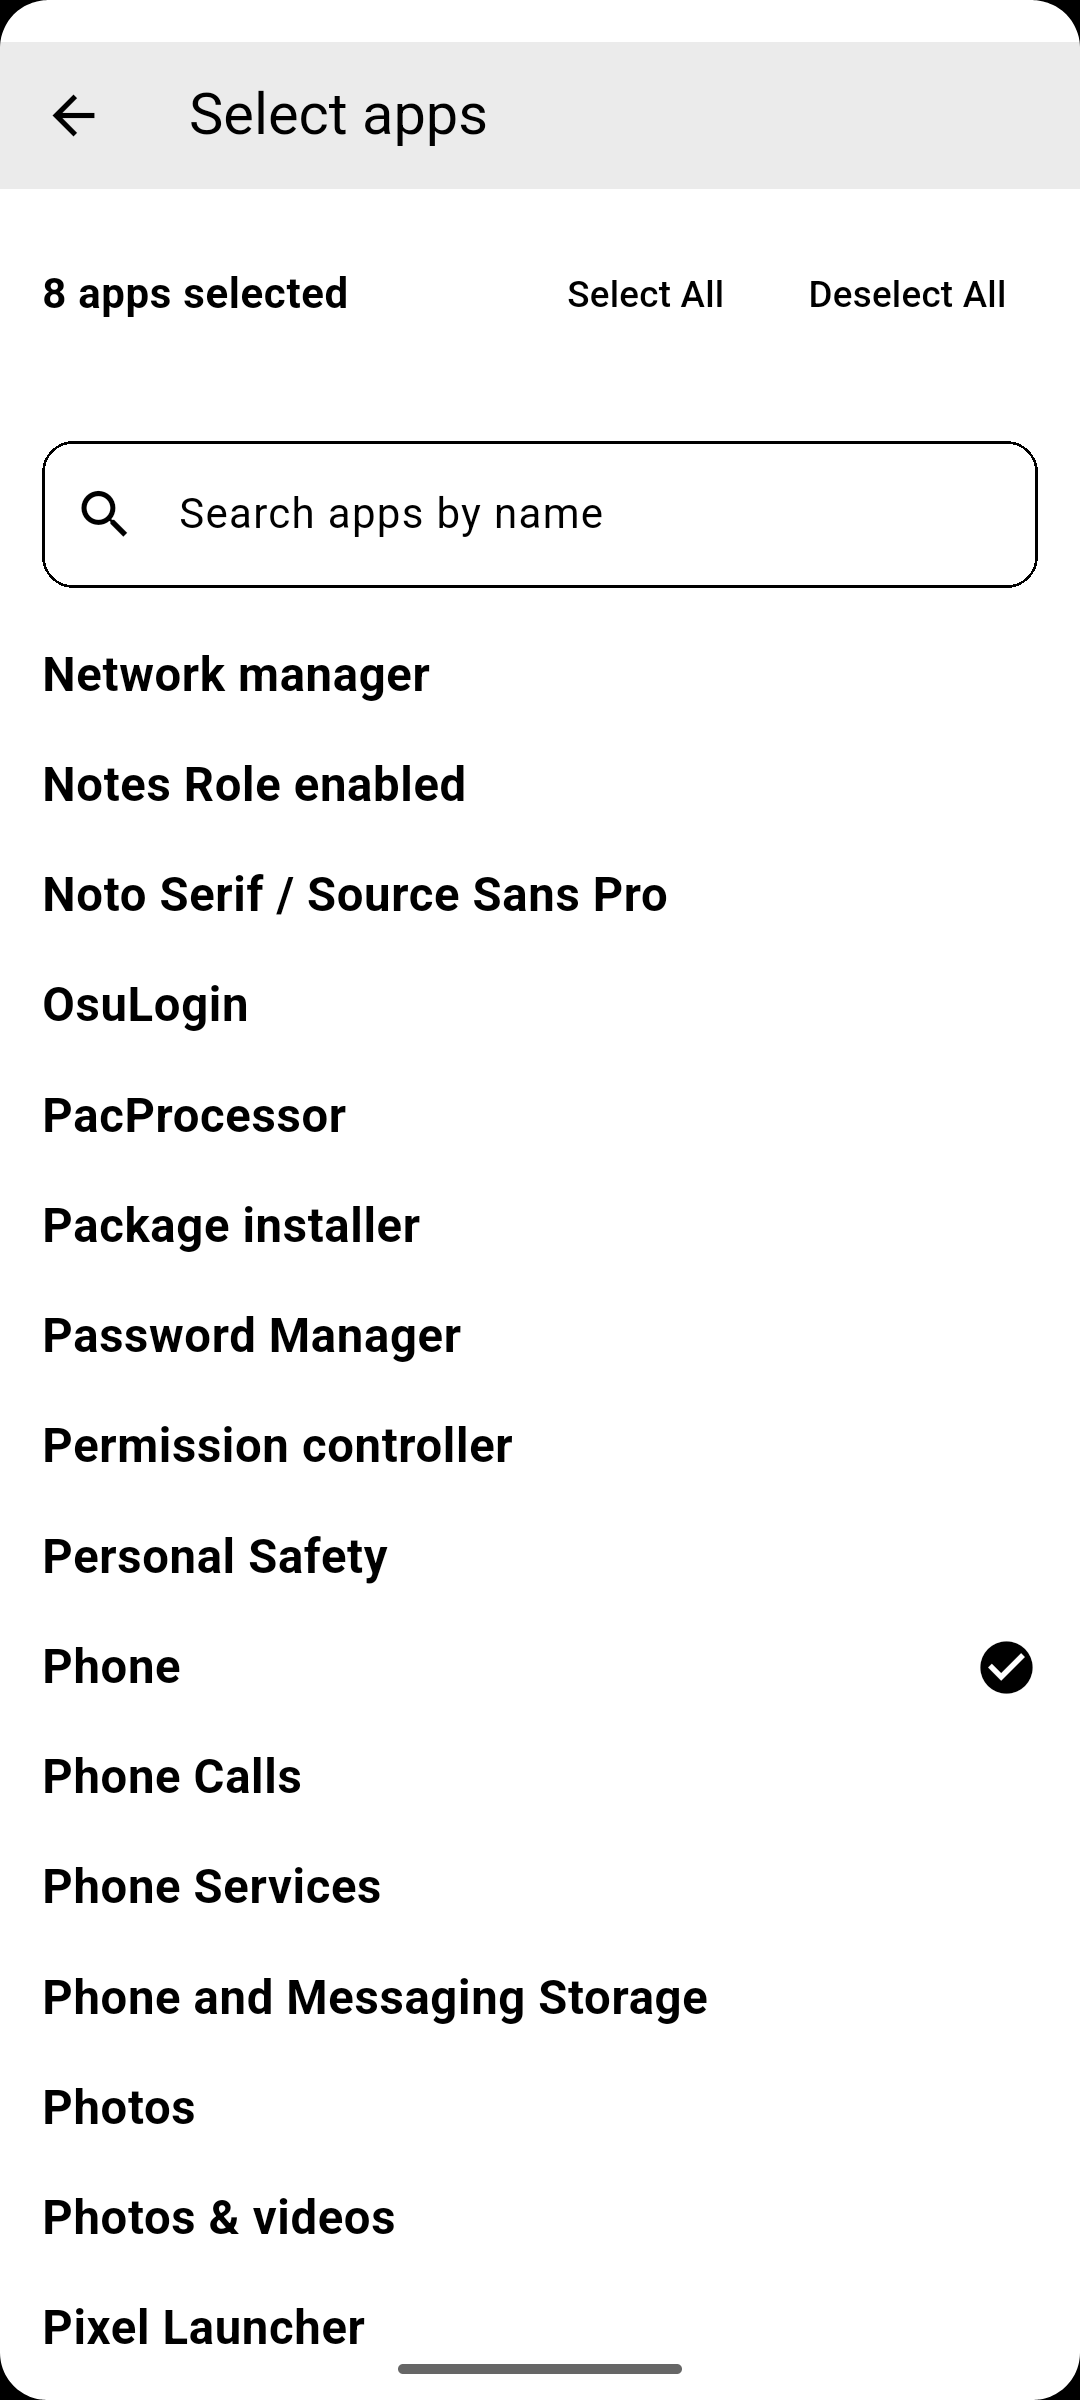 Select apps
8 apps selected
Select All
Deselect All
Search apps by name
Network manager
Notes Role enabled
Noto Serif / Source Sans Pro
OsuLogin
PacProcessor
Package installer
Password Manager
Permission controller
Personal Safety
Phone
Phone Calls
Phone Services
Phone and Messaging Storage
Photos
Photos & videos
Pixel Launcher